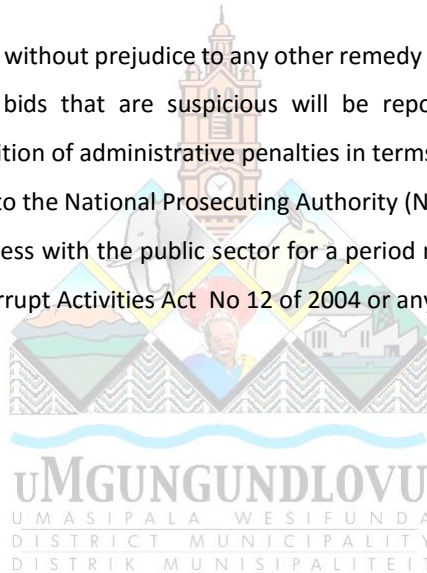 without prejudice to any other remedy
bids that are suspicious will be repo
ition of administrative penalties in terms
to the National Prosecuting Authority (N
ess with the public sector for a period
rrupt Activities Act No 12 of 2004 or any
UMGUNGUNDLOVU
UMASIPALA WESIFUNDA
DISTRICT MUNICIPALITY
DISTRIK MUNISIPALITEIT